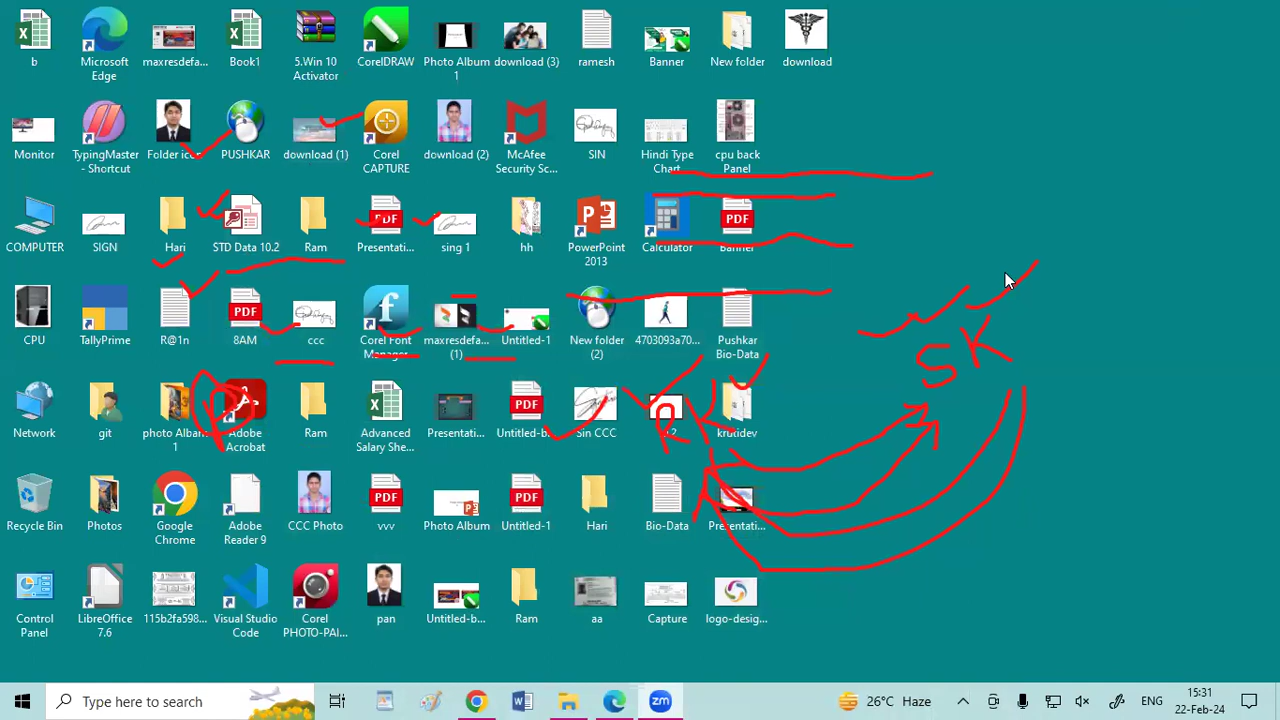 b Microsoft Edge maxresdefa... Book1 5.Win 10 Activator CorelDRAW Photo Album 1 download (3) ramesh Banner New folder download
Monitor TypingMaster - Shortcut Folder icon PUSHKAR download (1) Corel CAPTURE download (2) McAfee Security Sc... SIN Hindi Type Chart cpu back Panel
COMPUTER SIGN Hari STD Data 10.2 Ram Presentati... sing 1 hh PowerPoint 2013 Calculator Banner
CPU TallyPrime R@1n 8AM ccc Corel Font Manager maxresdefa... (1) Untitled-1 New folder (2) 4703093a70... Pushkar Bio-Data
S K
Network git photo Albam 1 Adobe Acrobat Ram Advanced Salary She... Presentati... Untitled-b... Sin CCC krutidev
R K
Recycle Bin Photos Google Chrome Adobe Reader 9 CCC Photo vvv Photo Album Untitled-1 Hari Bio-Data Presentati...
Control Panel LibreOffice 7.6 115b2fa598... Visual Studio Code Corel PHOTO-PAI... pan Untitled-b... Ram aa Capture logo-desig...
Type here to search zm 26°C Haze ENG 15:31
22-Feb-24